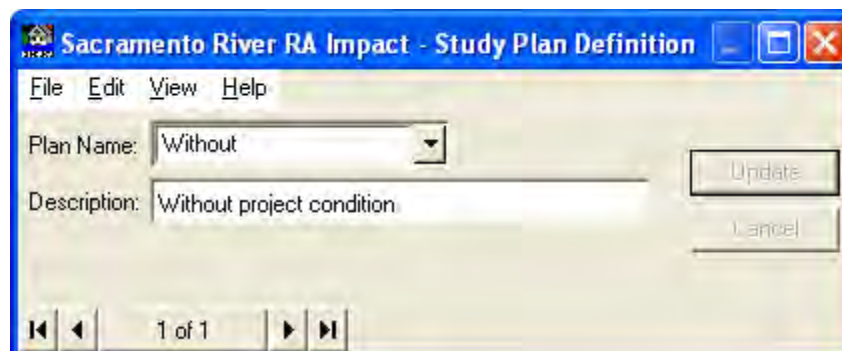 Sacramento River RA Impact - Study Plan Definition
File Edit View Help
Plan Name: Without
Update
Description: Without project condition
Cancel
1 of 1